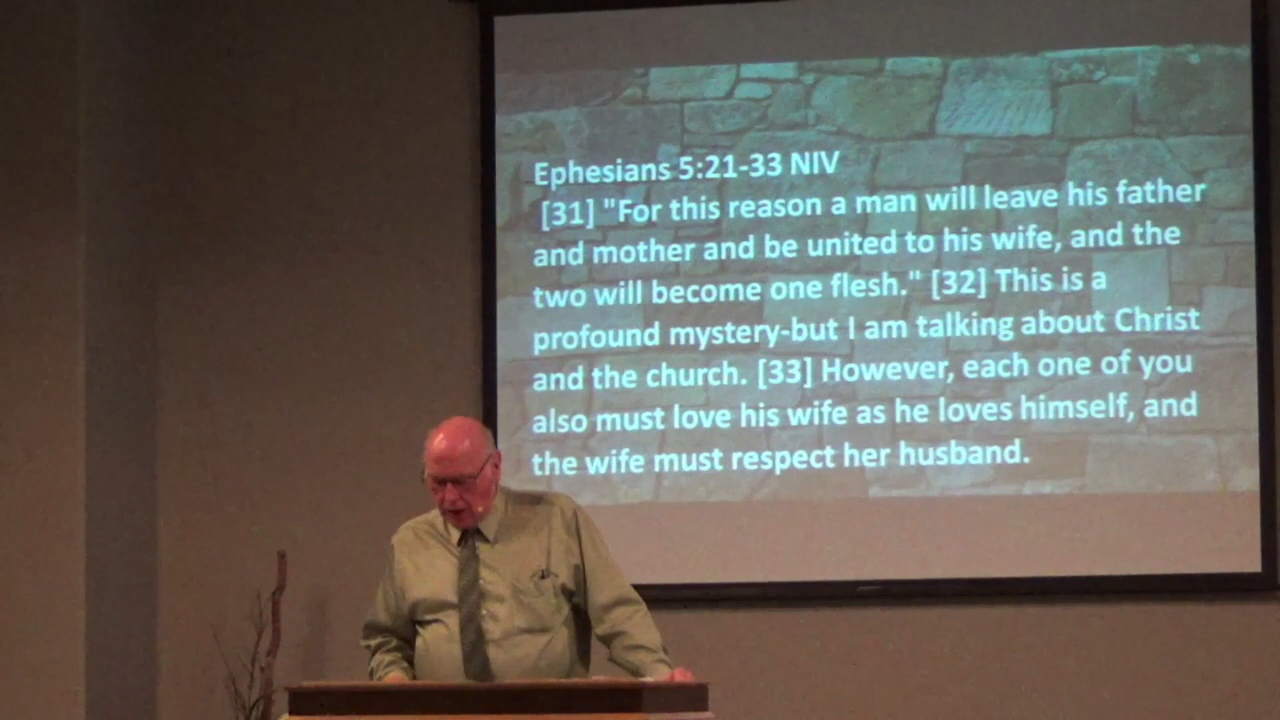 Ephesians 5:21-33 NIV
[31] "For this reason a man will leave his father
and mother and be united to his wife, and the
two will become one flesh." [32] This is a
profound mystery-but I am talking about Christ
and the church. [33] However, each one of you
also must love his wife as he loves himself, and
the wife must respect her husband.